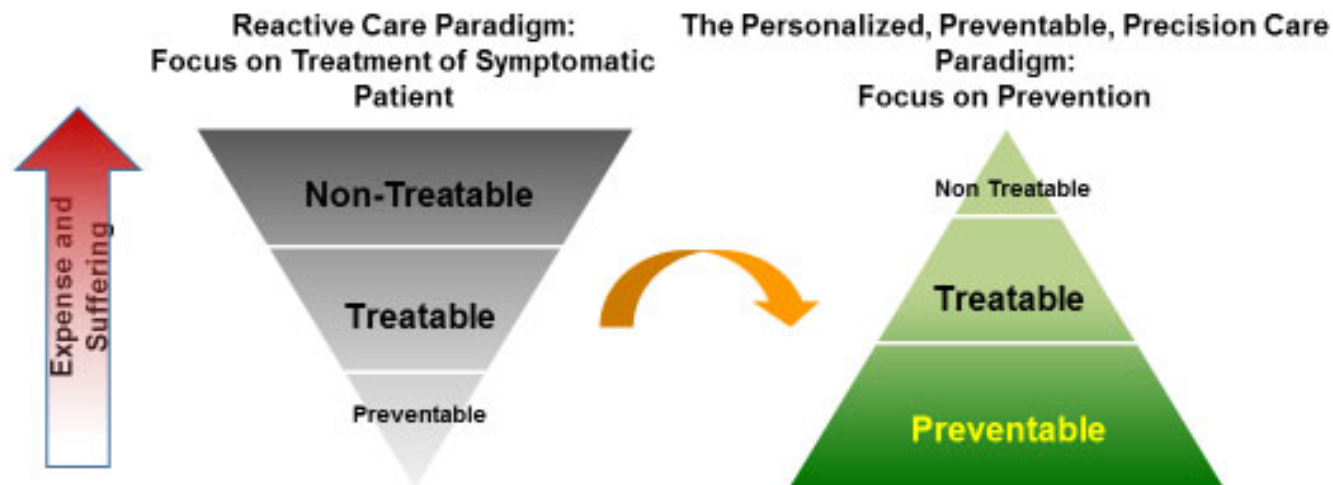 Reactive Care Paradigm:
Focus on Treatment of Symptomatic
Patient
The Personalized, Preventable, Precision Care
Paradigm:
Focus on Prevention
Expense and
Suffering
Non-Treatable
Treatable
Preventable
Non Treatable
Treatable
Preventable